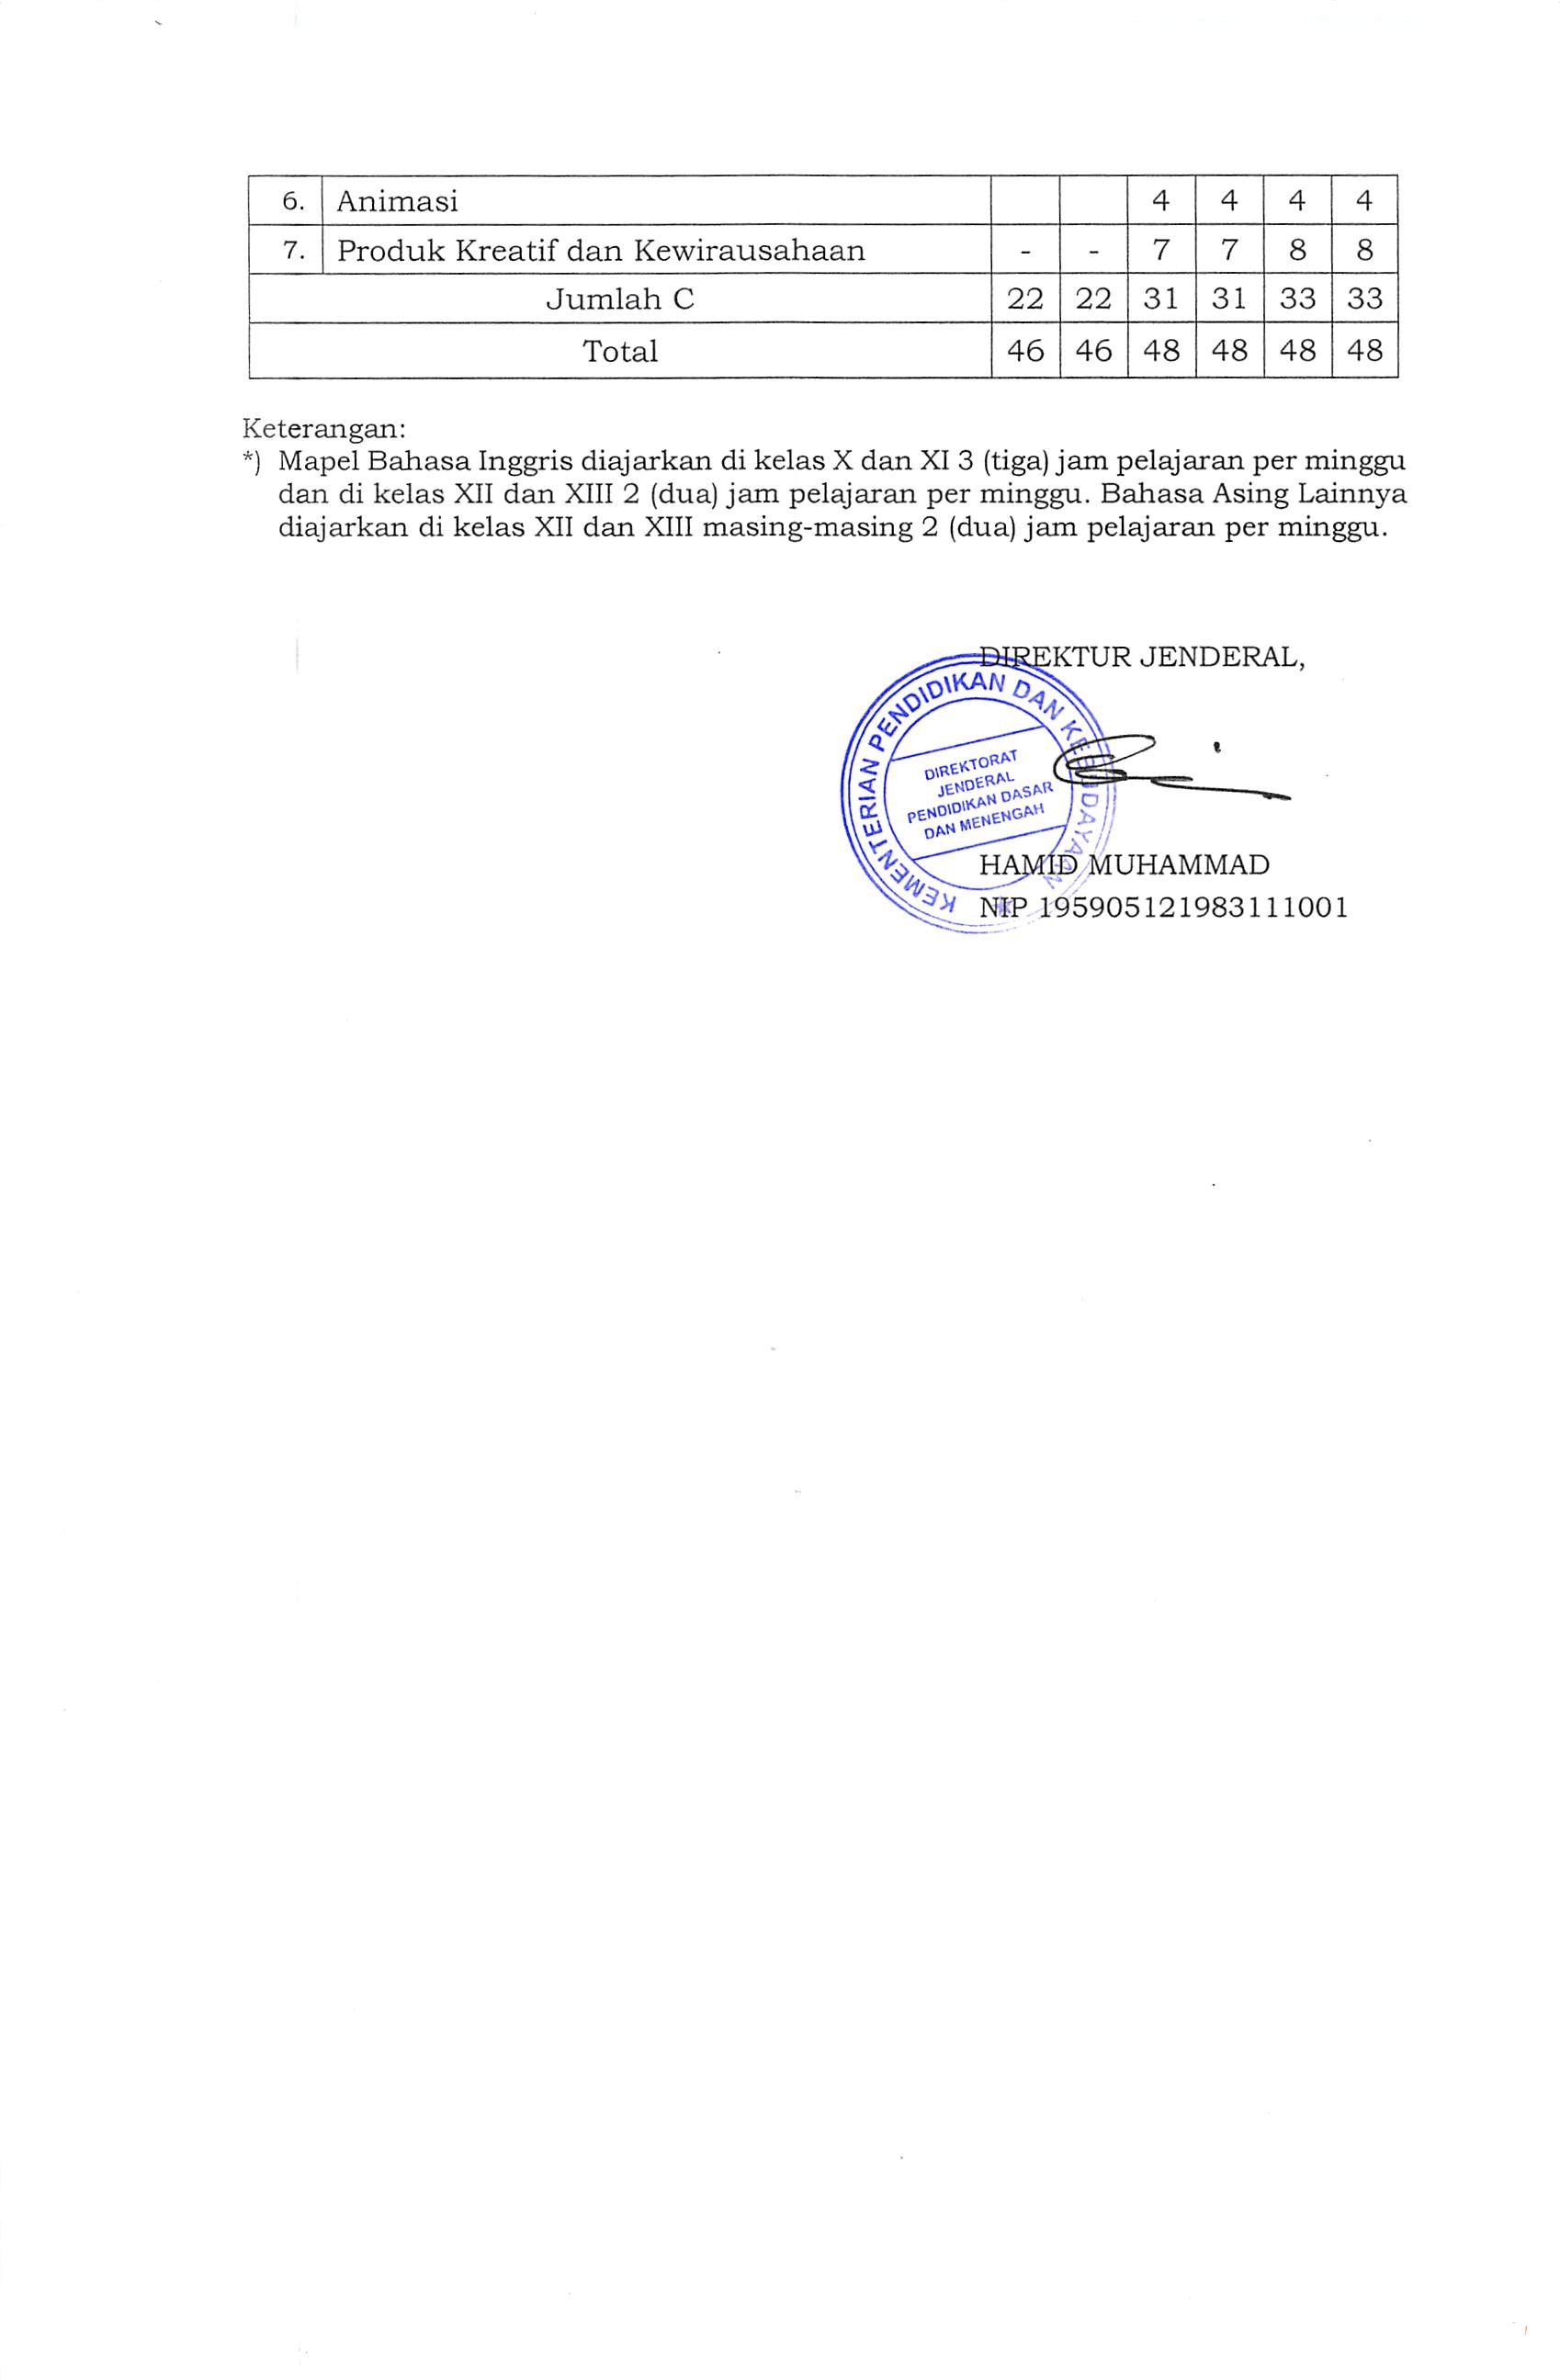 6. Animasi 4 4 4 4
7. Produk Kreatif dan Kewirausahaan - - 7 7 8 8
Jumlah C 22 22 31 31 33 33
Total 46 46 48 48 48 48
Keterangan:
*) Mapel Bahasa Inggris diajarkan di kelas X dan XI 3 (tiga) jam pelajaran per minggu
dan di kelas XII dan XIII 2 (dua) jam pelajaran per minggu. Bahasa Asing Lainnya
diajarkan di kelas XII dan XIII masing-masing 2 (dua) jam pelajaran per minggu.
DIREKTUR JENDERAL,
KEMENTERIAN PENDIDIKAN DAN KEBUDAYAAN
DIREKTORAT
JENDERAL
PENDIDIKAN DASAR
DAN MENENGAH
HAMID MUHAMMAD
NIP 195905121983111001